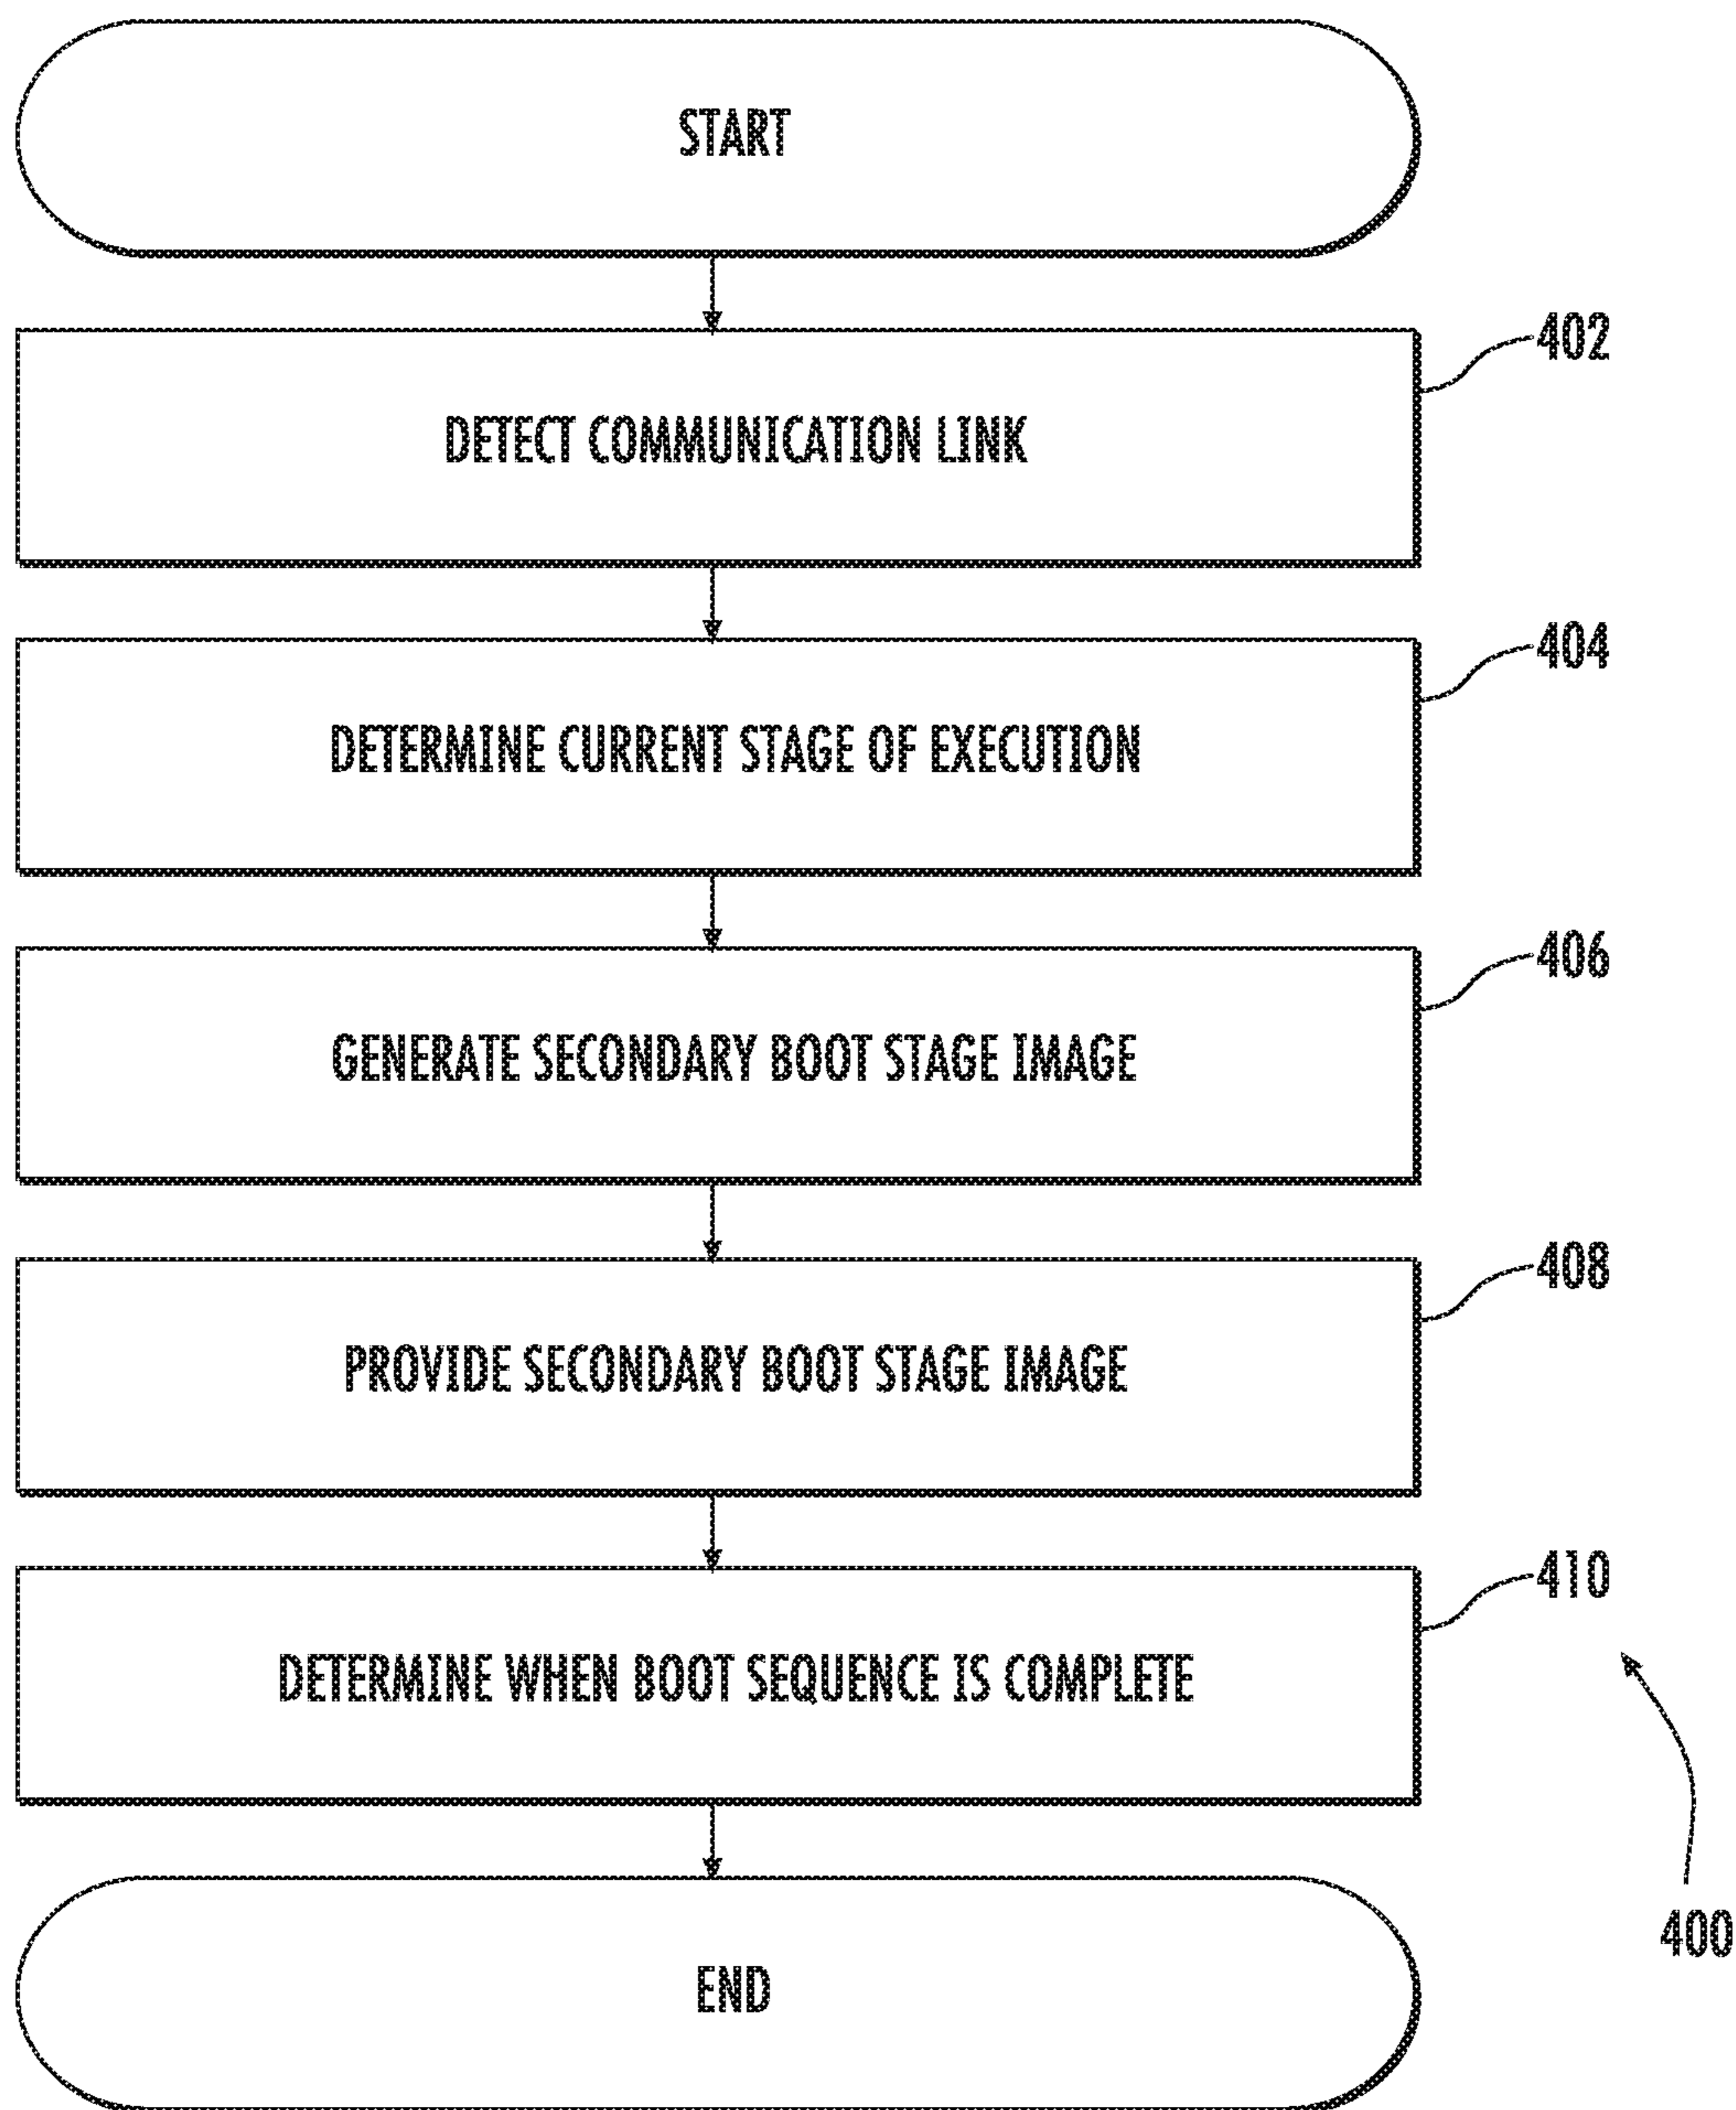 START
402
DETECT COMMUNICATION LINK
404
DETERMINE CURRENT STAGE OF EXECUTION
406
GENERATE SECONDARY BOOT STAGE IMAGE
408
PROVIDE SECONDARY BOOT STAGE IMAGE
410
DETERMINE WHEN BOOT SEQUENCE IS COMPLETE
400
END